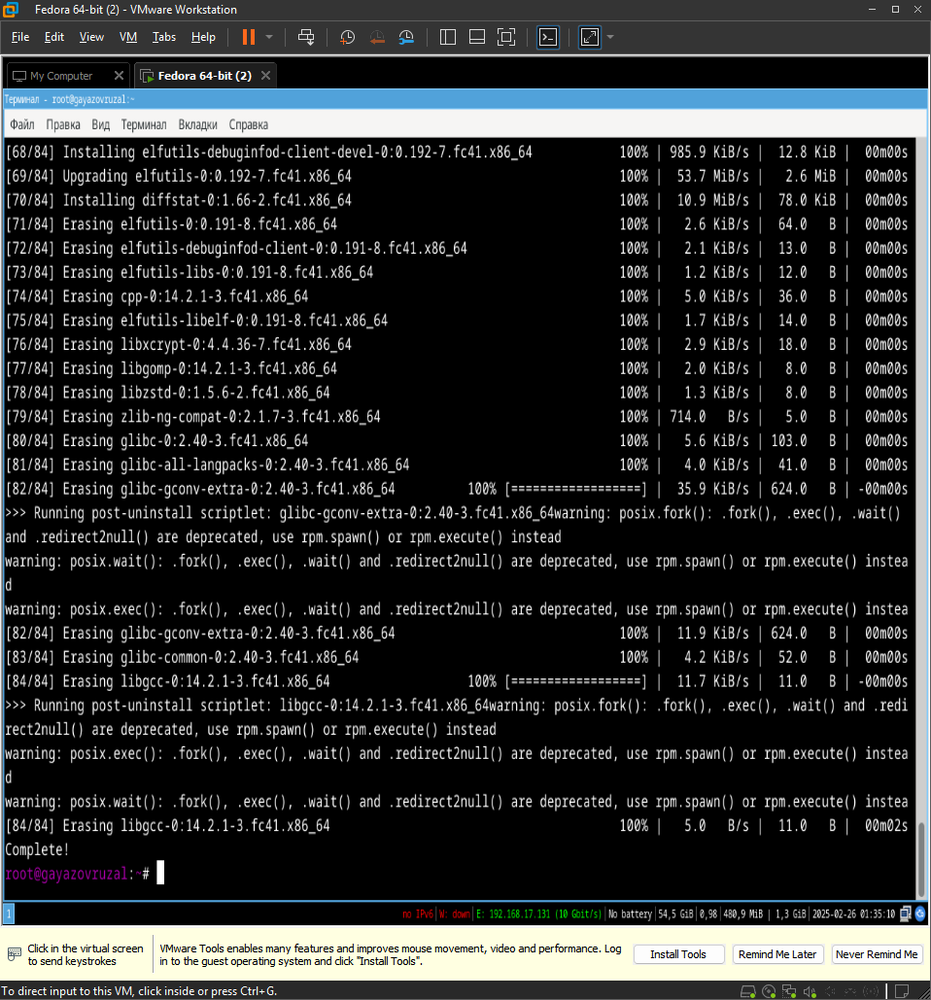 Fedora 64-bit (2) - VMware Workstation
File Edit View VM Tabs Help
My Computer Fedora 64-bit (2)
Терминал - root@gayazovruzal:~
Файл Правка Вид Терминал Вкладки Справка
[68/84] Installing elfutils-debuginfod-client-devel-0:0.192-7.fc41.x86_64 100% | 985.9 KiB/s | 12.8 KiB | 00m00s
[69/84] Upgrading elfutils-0:0.192-7.fc41.x86_64 100% | 53.7 MiB/s | 2.6 MiB | 00m00s
[70/84] Installing diffstat-0:1.66-2.fc41.x86_64 100% | 10.9 MiB/s | 78.0 KiB | 00m00s
[71/84] Erasing elfutils-0:0.191-8.fc41.x86_64 100% | 2.6 KiB/s | 64.0 B | 00m00s
[72/84] Erasing elfutils-debuginfod-client-0:0.191-8.fc41.x86_64 100% | 2.1 KiB/s | 13.0 B | 00m00s
[73/84] Erasing elfutils-libs-0:0.191-8.fc41.x86_64 100% | 1.2 KiB/s | 12.0 B | 00m00s
[74/84] Erasing cpp-0:14.2.1-3.fc41.x86_64 100% | 5.0 KiB/s | 36.0 B | 00m00s
[75/84] Erasing elfutils-libelf-0:0.191-8.fc41.x86_64 100% | 1.7 KiB/s | 14.0 B | 00m00s
[76/84] Erasing libxcrypt-0:4.4.36-7.fc41.x86_64 100% | 2.9 KiB/s | 18.0 B | 00m00s
[77/84] Erasing libgomp-0:14.2.1-3.fc41.x86_64 100% | 2.0 KiB/s | 8.0 B | 00m00s
[78/84] Erasing libzstd-0:1.5.6-2.fc41.x86_64 100% | 1.3 KiB/s | 8.0 B | 00m00s
[79/84] Erasing zlib-ng-compat-0:2.1.7-3.fc41.x86_64 100% | 714.0 B/s | 5.0 B | 00m00s
[80/84] Erasing glibc-0:2.40-3.fc41.x86_64 100% | 5.6 KiB/s | 103.0 B | 00m00s
[81/84] Erasing glibc-all-langpacks-0:2.40-3.fc41.x86_64 100% | 4.0 KiB/s | 41.0 B | 00m00s
[82/84] Erasing glibc-gconv-extra-0:2.40-3.fc41.x86_64 100% [==================] | 35.9 KiB/s | 624.0 B | -00m00s
>>> Running post-uninstall scriptlet: glibc-gconv-extra-0:2.40-3.fc41.x86_64warning: posix.fork(): .fork(), .exec(), .wait()
and .redirect2null() are deprecated, use rpm.spawn() or rpm.execute() instead
warning: posix.wait(): .fork(), .exec(), .wait() and .redirect2null() are deprecated, use rpm.spawn() or rpm.execute() instea
d
warning: posix.exec(): .fork(), .exec(), .wait() and .redirect2null() are deprecated, use rpm.spawn() or rpm.execute() instea
[82/84] Erasing glibc-gconv-extra-0:2.40-3.fc41.x86_64 100% | 11.9 KiB/s | 624.0 B | 00m00s
[83/84] Erasing glibc-common-0:2.40-3.fc41.x86_64 100% | 4.2 KiB/s | 52.0 B | 00m00s
[84/84] Erasing libgcc-0:14.2.1-3.fc41.x86_64 100% [==================] | 11.7 KiB/s | 11.0 B | -00m00s
>>> Running post-uninstall scriptlet: libgcc-0:14.2.1-3.fc41.x86_64warning: posix.fork(): .fork(), .exec(), .wait() and .redi
rect2null() are deprecated, use rpm.spawn() or rpm.execute() instead
warning: posix.exec(): .fork(), .exec(), .wait() and .redirect2null() are deprecated, use rpm.spawn() or rpm.execute() instea
d
warning: posix.wait(): .fork(), .exec(), .wait() and .redirect2null() are deprecated, use rpm.spawn() or rpm.execute() instea
[84/84] Erasing libgcc-0:14.2.1-3.fc41.x86_64 100% | 5.0 B/s | 11.0 B | 00m02s
Complete!
root@gayazovruzal:~#
1 no IPv6|W: down|E: 192.168.17.131 (10 Gbit/s)|No battery|54,5 GiB|0,98|480,9 MiB | 1,3 GiB|2025-02-26 01:35:10
Click in the virtual screen
to send keystrokes
VMware Tools enables many features and improves mouse movement, video and performance. Log
in to the guest operating system and click "Install Tools".
Install Tools Remind Me Later Never Remind Me
To direct input to this VM, click inside or press Ctrl+G.